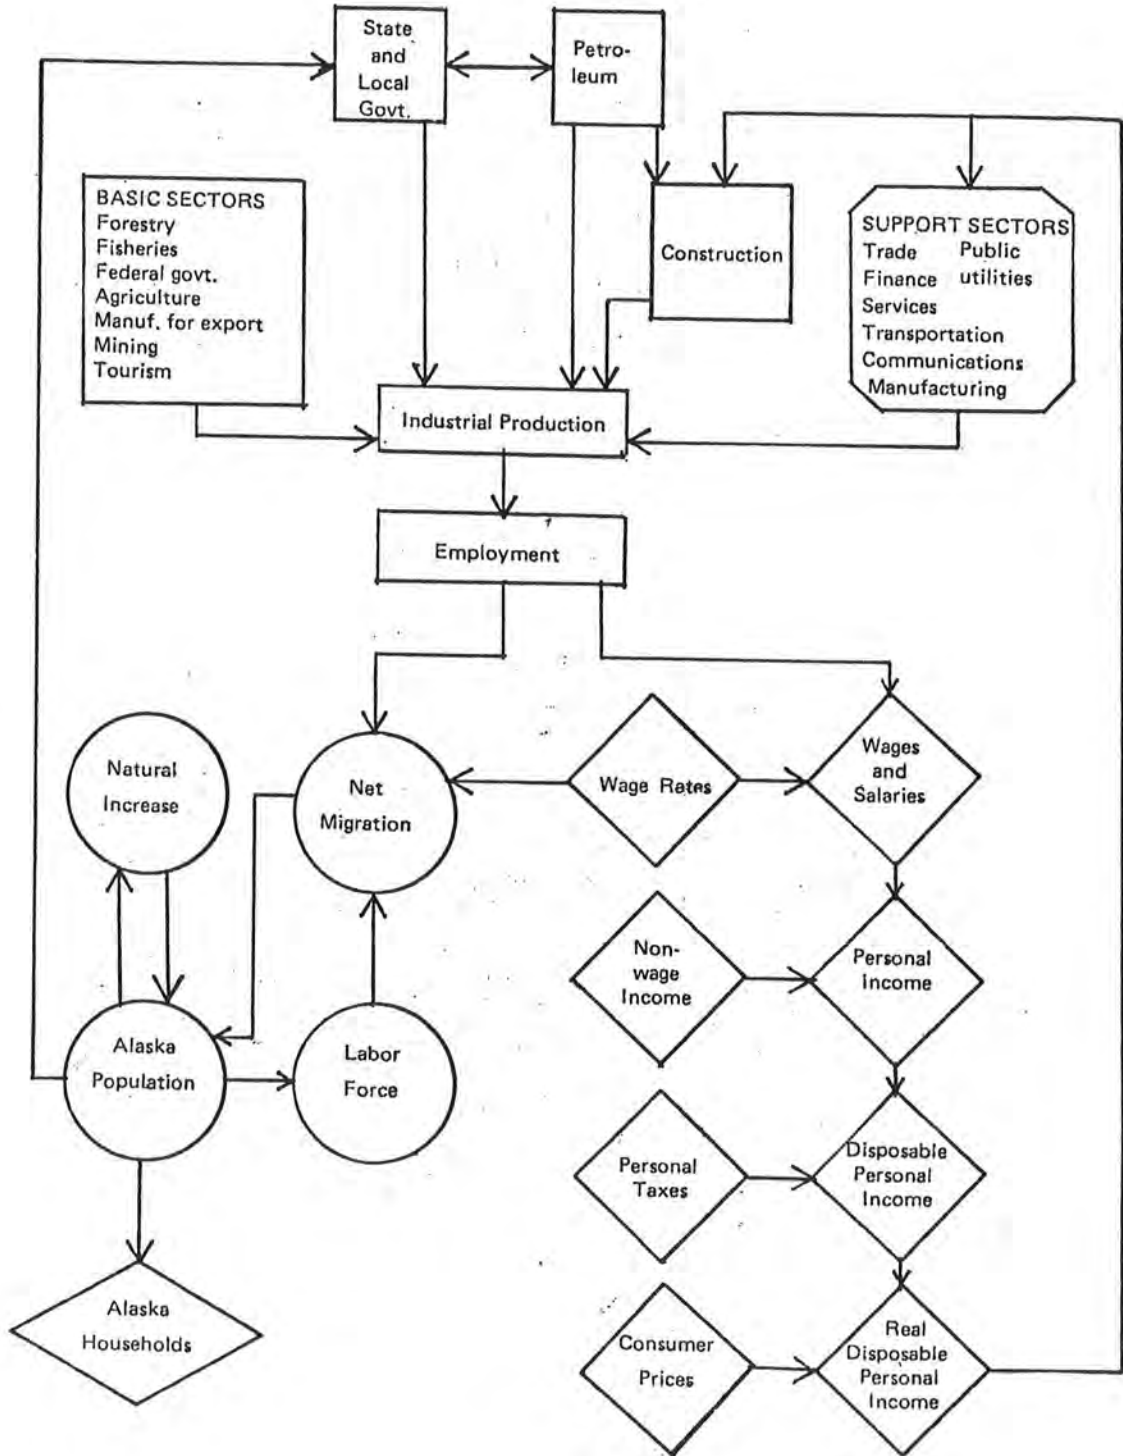 State
and
Local
Govt.
Petro-
leum
BASIC SECTORS
Forestry
Fisheries
Federal govt.
Agriculture
Manuf. for export
Mining
Tourism
Construction
SUPPORT SECTORS
Trade Public
Finance utilities
Services
Transportation
Communications
Manufacturing
Industrial Production
Employment
Natural
Increase
Net
Migration
Wage Rates
Wages
and
Salaries
Non-
wage
Income
Personal
Income
Alaska
Population
Labor
Force
Personal
Taxes
Disposable
Personal
Income
Alaska
Households
Consumer
Prices
Real
Disposable
Personal
Income